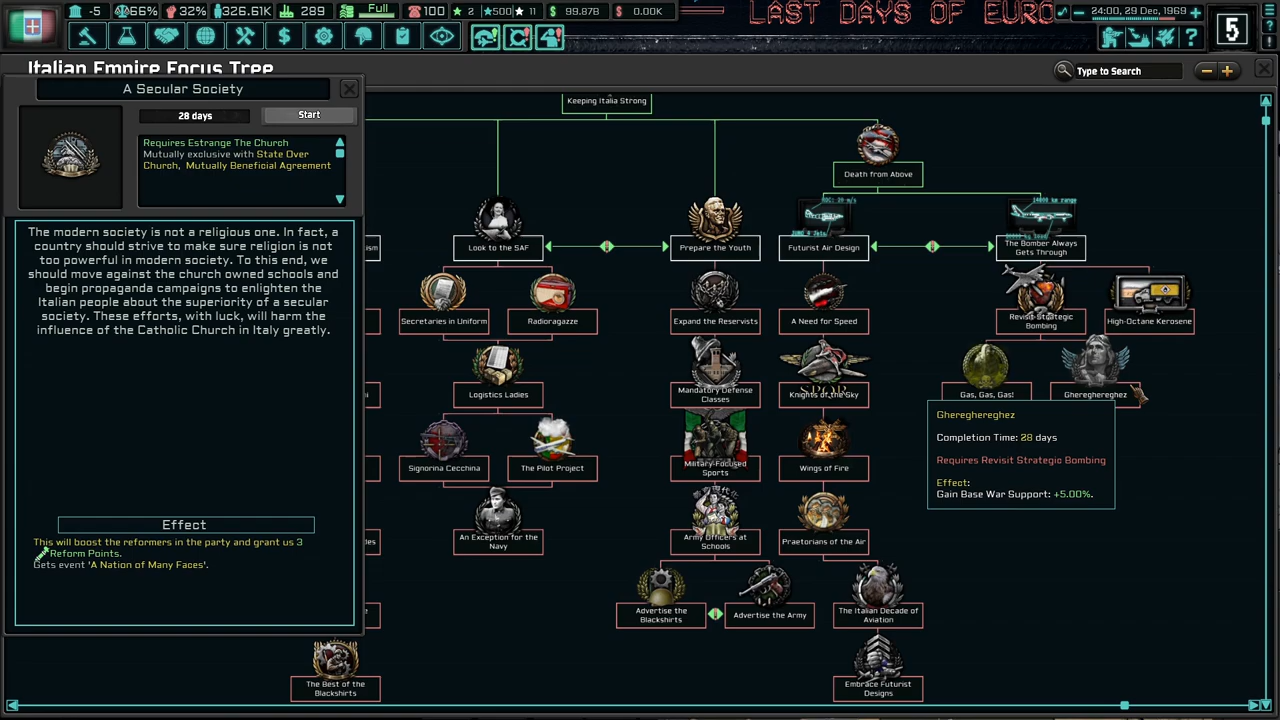 -5
66%
32%
326.61K
289
Full
100
2
500
11
$ 99.87B
$ 0.00K
LAST DAYS OF EURO
24:00, 29 Dec, 1969
5
Italian Empire Focus Tree
Type to Search
A Secular Society
28 days
Start
Requires Estrange The Church
Mutually exclusive with State Over
Church, Mutually Beneficial Agreement
The modern society is not a religious one. In fact, a
country should strive to make sure religion is not
too powerful in modern society. To this end, we
should move against the church owned schools and
begin propaganda campaigns to enlighten the
Italian people about the superiority of a secular
society. These efforts, with luck, will harm the
influence of the Catholic Church in Italy greatly.
Effect
This will boost the reformers in the party and grant us 3
Reform Points.
Gets event 'A Nation of Many Faces'.
Keeping Italia Strong
Death from Above
Look to the SAF
Prepare the Youth
Futurist Air Design
The Bomber Always
Gets Through
Secretaries in Uniform
Radioragazze
Expand the Reservists
A Need for Speed
Revisit Strategic
Bombing
High-Octane Kerosene
Logistics Ladies
Mandatory Defense
Classes
Knights of the Sky
Gas, Gas, Gas!
Ghereghereghez
Signorina Cecchina
The Pilot Project
Military-Focused
Sports
Wings of Fire
An Exception for the
Navy
Army Officers at
Schools
Praetorians of the Air
Advertise the
Blackshirts
Advertise the Army
The Italian Decade of
Aviation
The Best of the
Blackshirts
Embrace Futurist
Designs
Ghereghereghez
Completion Time: 28 days
Requires Revisit Strategic Bombing
Effect:
Gain Base War Support: +5.00%.